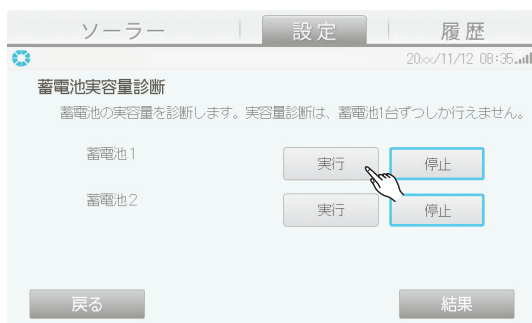 ソーラー 設定 履歴
20××/11/12 08:35
蓄電池実容量診断
蓄電池の実容量を診断します。実容量診断は、蓄電池1台ずつしか行えません。
蓄電池1 実行 停止
蓄電池2 実行 停止
戻る 結果